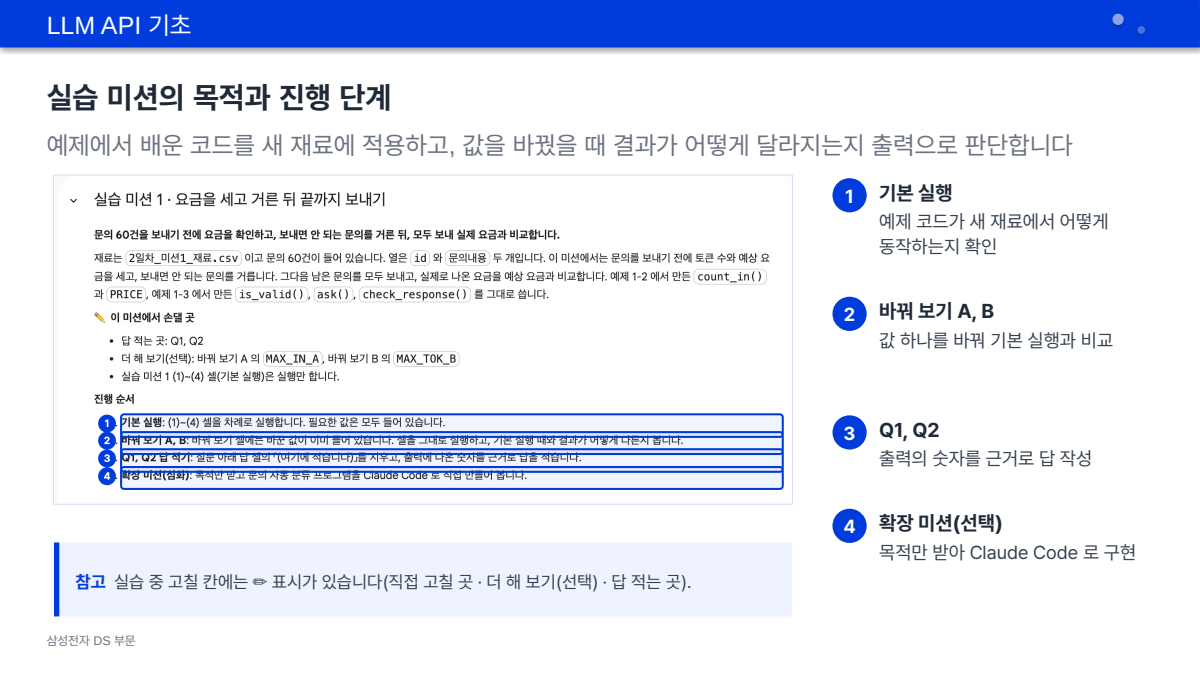 LLM API 기초
실습 미션의 목적과 진행 단계
예제에서 배운 코드를 새 재료에 적용하고, 값을 바꿨을 때 결과가 어떻게 달라지는지 출력으로 판단합니다
실습 미션 1 · 요금을 세고 거른 뒤 끝까지 보내기
문의 60건을 보내기 전에 요금을 확인하고, 보내면 안 되는 문의를 거른 뒤, 모두 보내 실제 요금과 비교합니다.
재료는 2일차_미션1_재료.csv 이고 문의 60건이 들어 있습니다. 열은 id 와 문의내용 두 개입니다. 이 미션에서는 문의를 보내기 전에 토큰 수와 예상 요
금을 세고, 보내면 안 되는 문의를 거릅니다. 그다음 남은 문의를 모두 보내고, 실제로 나온 요금을 예상 요금과 비교합니다. 예제 1-2 에서 만든 count_in()
과 PRICE, 예제 1-3 에서 만든 is_valid(), ask(), check_response() 를 그대로 씁니다.
✏️ 이 미션에서 손댈 곳
• 답 적는 곳: Q1, Q2
• 더 해 보기(선택): 바꿔 보기 A 의 MAX_IN_A, 바꿔 보기 B 의 MAX_TOK_B
• 실습 미션 1 (1)~(4) 셀(기본 실행)은 실행만 합니다.
진행 순서
1 기본 실행: (1)~(4) 셀을 차례로 실행합니다. 필요한 값은 모두 들어 있습니다.
2 바꿔 보기 A, B: 바꿔 보기 셀에는 바꾼 값이 이미 들어 있습니다. 셀을 그대로 실행하고, 기본 실행 때와 결과가 어떻게 다른지 봅니다.
3 Q1, Q2 답 적기: 질문 아래 답 셀의 「(여기에 적습니다)」를 지우고, 출력에 나온 숫자를 근거로 답을 적습니다.
4 확장 미션(심화): 목적만 받고 문의 자동 분류 프로그램을 Claude Code 로 직접 만들어 봅니다.
참고 실습 중 고칠 칸에는 ✏ 표시가 있습니다(직접 고칠 곳 · 더 해 보기(선택) · 답 적는 곳).
1 기본 실행
예제 코드가 새 재료에서 어떻게
동작하는지 확인
2 바꿔 보기 A, B
값 하나를 바꿔 기본 실행과 비교
3 Q1, Q2
출력의 숫자를 근거로 답 작성
4 확장 미션(선택)
목적만 받아 Claude Code 로 구현
삼성전자 DS 부문